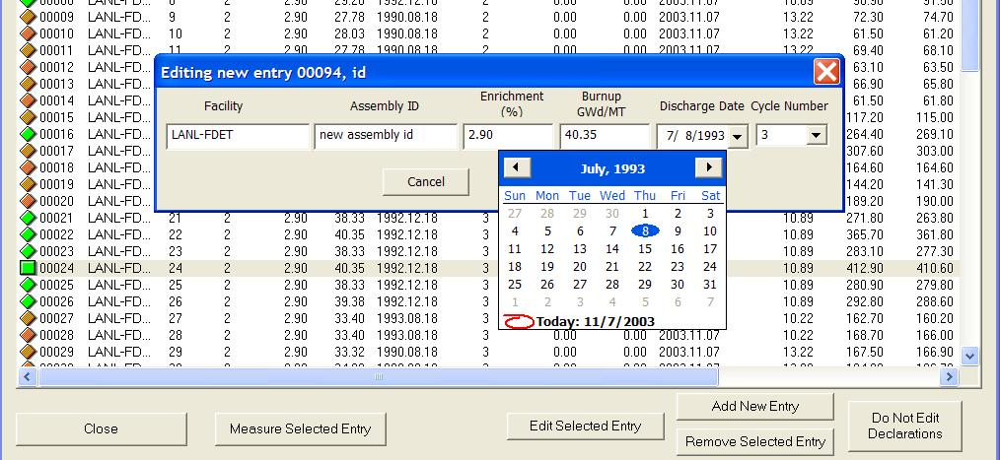 00009 LANL-FD... 9 2 2.90 27.78 1990.08.18 2 0.00 0.00 2003.11.07 13.22 72.30 74.70
00010 LANL-FD... 10 2 2.90 28.03 1990.08.18 2 0.00 0.00 2003.11.07 13.22 61.50 61.20
00011 LANL-FD... 11 2 2.90 27.78 1990.08.18 2 0.00 0.00 2003.11.07 13.22 69.40 68.10
00012 LANL-FD... 63.10 63.50
Editing new entry 00094, id
00013 LANL-FD... 66.90 65.80
00014 LANL-FD... 61.50 61.80
Facility Assembly ID Enrichment (%) Burnup GWd/MT Discharge Date Cycle Number
00015 LANL-FD... 117.20 115.00
LANL-FDET new assembly id 2.90 40.35 7/ 8/1993 3
00016 LANL-FD... 264.40 269.10
00017 LANL-FD... 307.60 303.00
00018 LANL-FD... 164.60
Cancel
00019 LANL-FD... 144.20 141.30
00020 LANL-FD... 189.20 190.00
July, 1993
Sun Mon Tue Wed Thu Fri Sat
27 28 29 30 1 2 3
4 5 6 7 8 9 10
11 12 13 14 15 16 17
18 19 20 21 22 23 24
25 26 27 28 29 30 31
1 2 3 4 5 6 7
Today: 11/7/2003
00021 LANL-FD... 21 2 2.90 38.33 1992.12.18 3 10.89 271.80 263.80
00022 LANL-FD... 22 2 2.90 40.35 1992.12.18 3 10.89 365.70 361.80
00023 LANL-FD... 23 2 2.90 38.33 1992.12.18 3 10.89 283.10 277.30
00024 LANL-FD... 24 2 2.90 40.35 1992.12.18 3 10.89 412.90 410.60
00025 LANL-FD... 25 2 2.90 38.33 1992.12.18 3 10.89 280.90 279.80
00026 LANL-FD... 26 2 2.90 39.38 1992.12.18 3 10.89 292.80 288.60
00027 LANL-FD... 27 2 2.90 33.40 1993.08.18 3 10.22 162.70 160.20
00028 LANL-FD... 28 2 2.90 33.40 1993.08.18 3 10.22 168.70 166.00
00029 LANL-FD... 29 2 2.90 33.32 1990.08.18 3 0.00 0.00 2003.11.07 13.22 167.50 166.90
Close
Measure Selected Entry
Edit Selected Entry
Add New Entry
Remove Selected Entry
Do Not Edit
Declarations